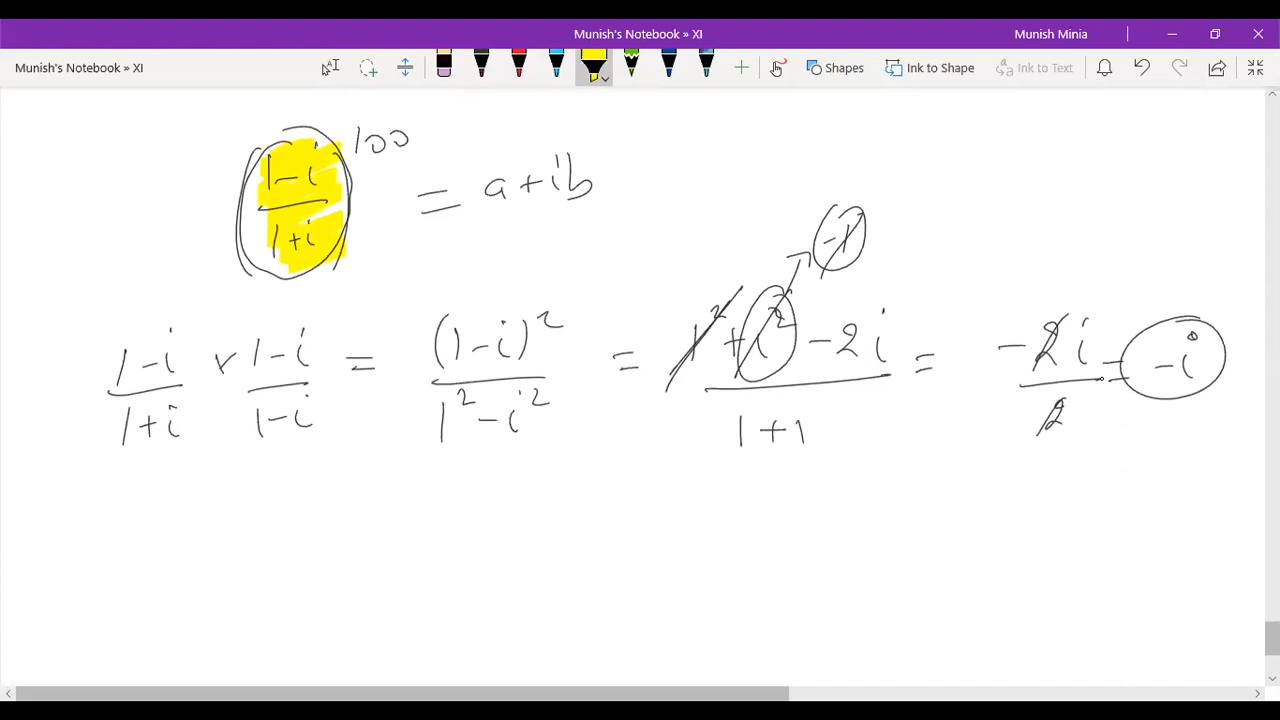 Munish's Notebook » XI
Munish Minia
Munish's Notebook » XI
Shapes
Ink to Shape
Ink to Text
((1-i)/(1+i))^100 = a+ib
-1
(1-i)/(1+i) × (1-i)/(1-i) = (1-i)²/(1²-i²) = (1²+i²-2i)/(1+1) = -2i/2 = -i